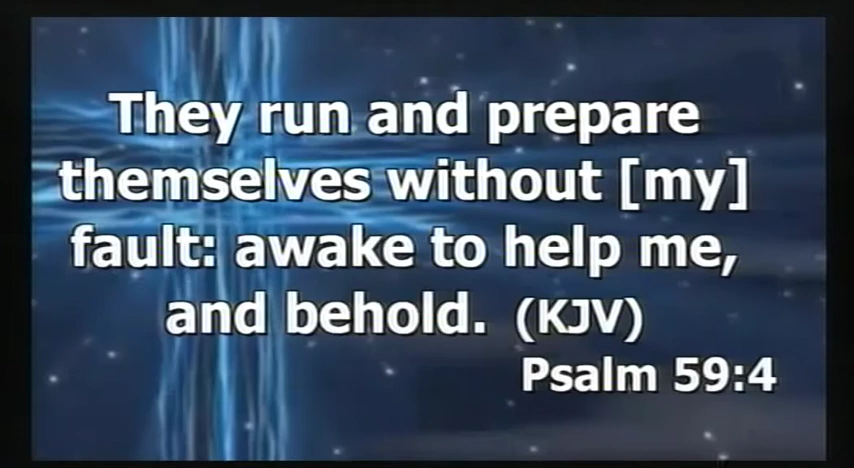 They run and prepare
themselves without [my]
fault: awake to help me,
and behold. (KJV)
Psalm 59:4